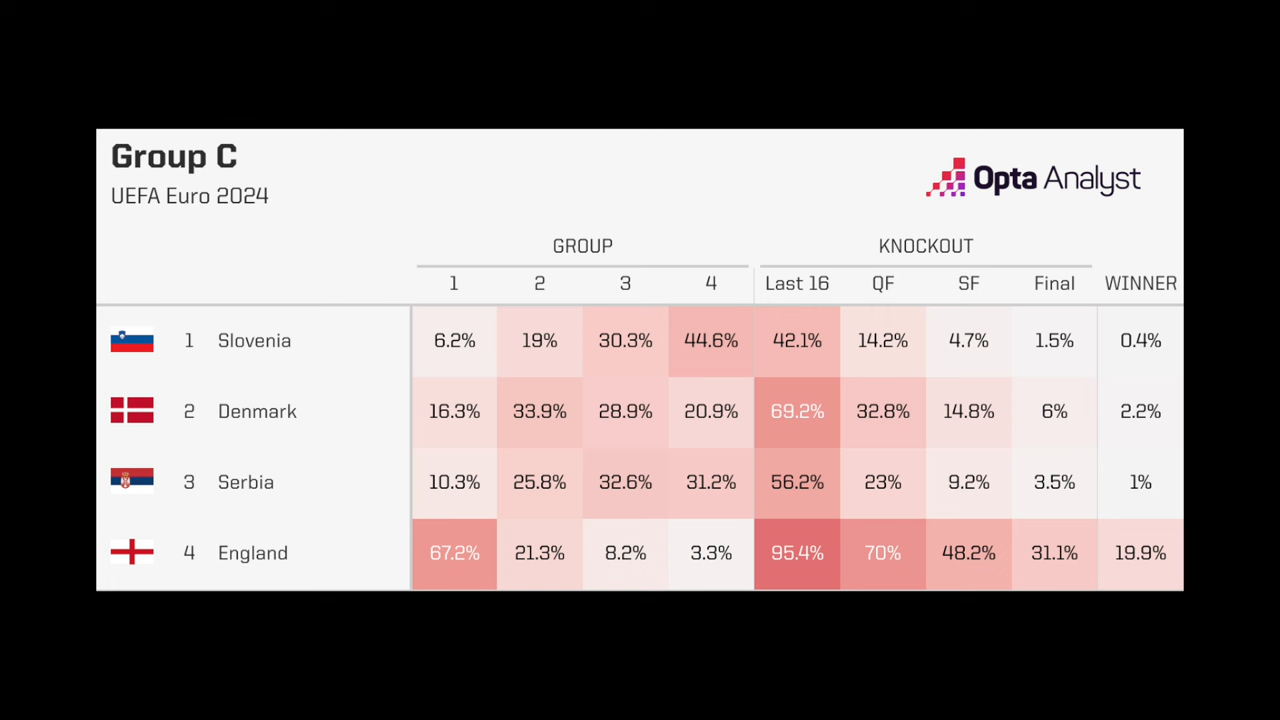 Group C
UEFA Euro 2024
Opta Analyst
GROUP KNOCKOUT
1 2 3 4 Last 16 QF SF Final WINNER
1 Slovenia 6.2% 19% 30.3% 44.6% 42.1% 14.2% 4.7% 1.5% 0.4%
2 Denmark 16.3% 33.9% 28.9% 20.9% 69.2% 32.8% 14.8% 6% 2.2%
3 Serbia 10.3% 25.8% 32.6% 31.2% 56.2% 23% 9.2% 3.5% 1%
4 England 67.2% 21.3% 8.2% 3.3% 95.4% 70% 48.2% 31.1% 19.9%